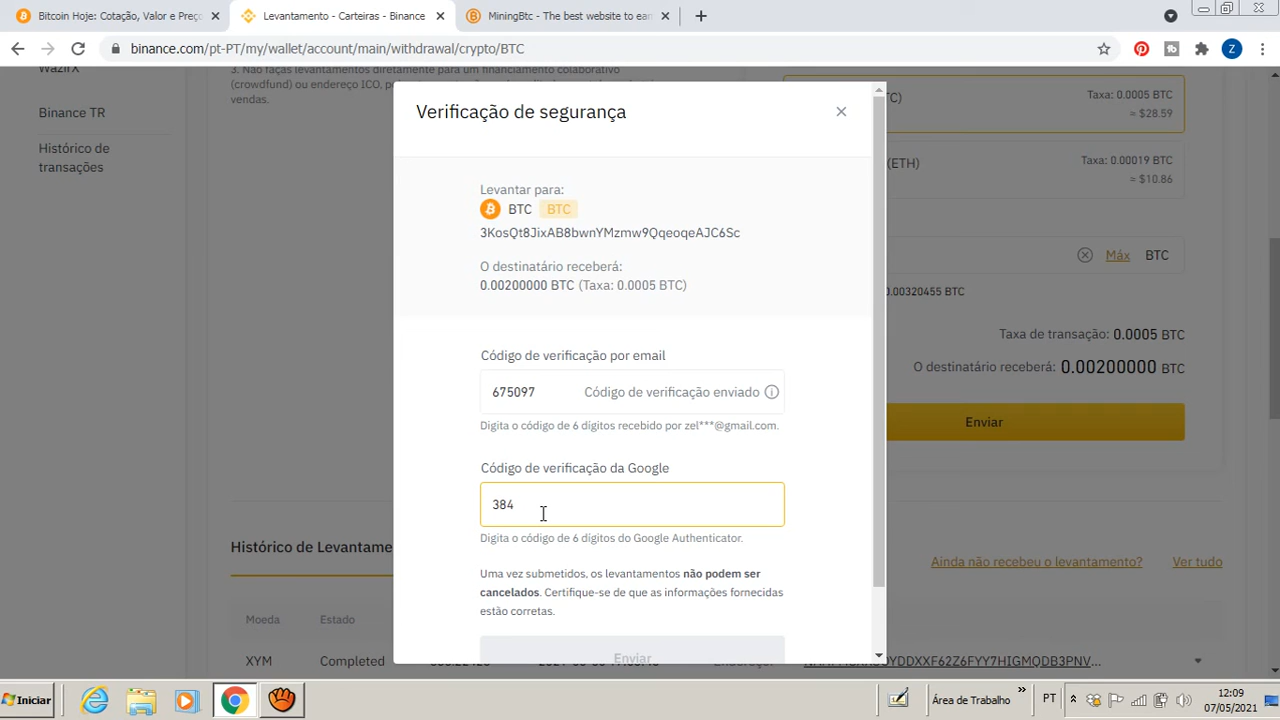 Bitcoin Hoje: Cotação, Valor e Preç
Levantamento - Carteiras - Binance
MiningBtc - The best website to ear
binance.com/pt-PT/my/wallet/account/main/withdrawal/crypto/BTC
Z
WazirX
Binance TR
Histórico de
transações
3. Não faças levantamentos diretamente para um financiamento colaborativo
(crowdfund) ou endereço ICO,
vendas.
Verificação de segurança
Levantar para:
BTC BTC
3KosQt8JixAB8bwnYMzmw9QqeoqeAJC6Sc
O destinatário receberá:
0.00200000 BTC (Taxa: 0.0005 BTC)
Código de verificação por email
675097 Código de verificação enviado
Digita o código de 6 dígitos recebido por zel***@gmail.com.
Código de verificação da Google
384
Digita o código de 6 dígitos do Google Authenticator.
Uma vez submetidos, os levantamentos não podem ser
cancelados. Certifique-se de que as informações fornecidas
estão corretas.
Enviar
TC)
Taxa: 0.0005 BTC
≈ $28.59
(ETH)
Taxa: 0.00019 BTC
≈ $10.86
Máx BTC
0.00320455 BTC
Taxa de transação: 0.0005 BTC
O destinatário receberá: 0.00200000 BTC
Enviar
Histórico de Levantame
Ainda não recebeu o levantamento? Ver tudo
Moeda Estado
XYM Completed
Iniciar
Área de Trabalho
PT
12:09
07/05/2021